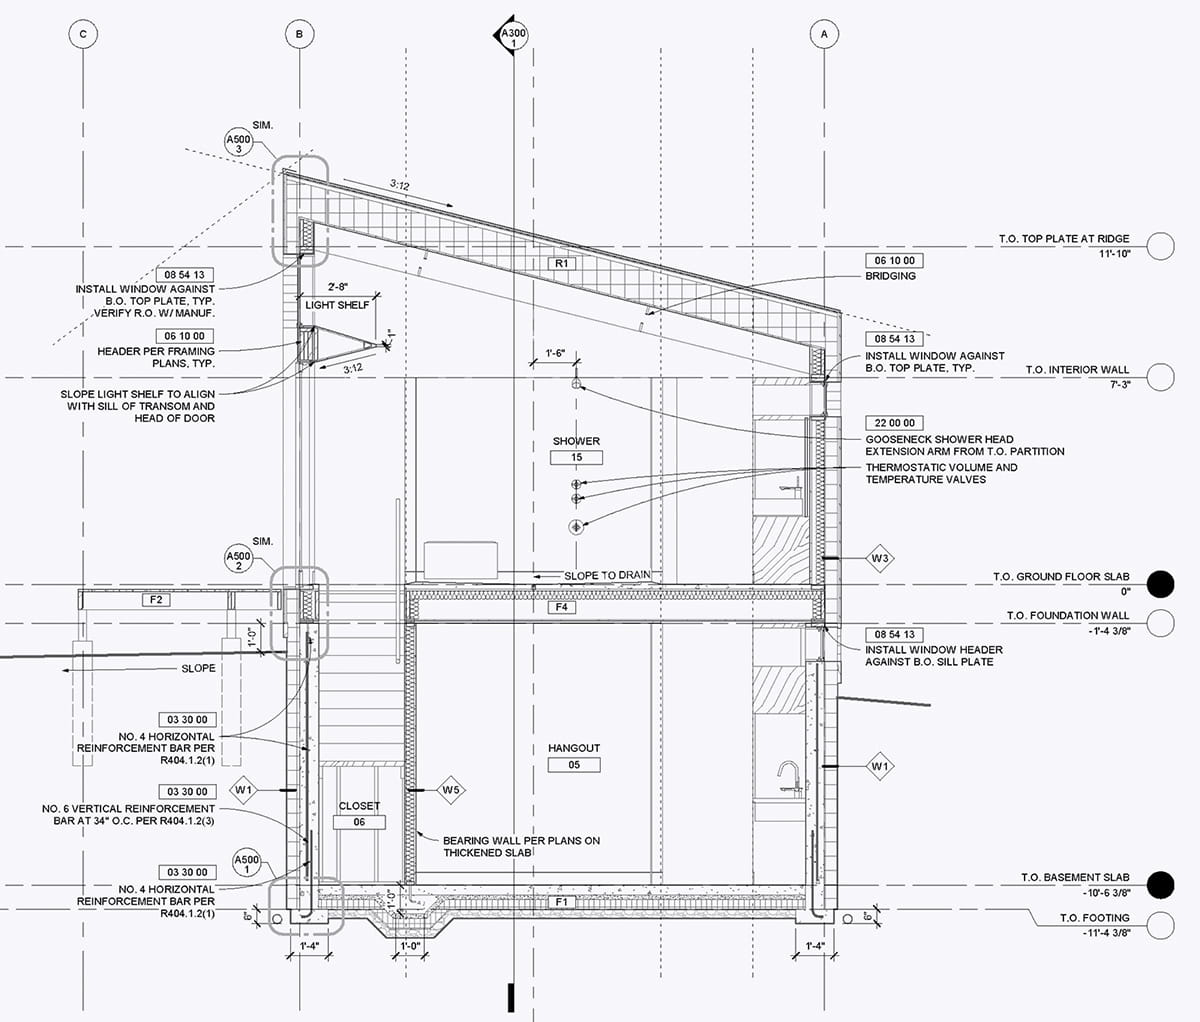 C
B
A300
1
A
SIM.
A500
3
3:12
T.O. TOP PLATE AT RIDGE
11'-10"
R1
06 10 00
BRIDGING
08 54 13
INSTALL WINDOW AGAINST
B.O. TOP PLATE, TYP.
VERIFY R.O. W/ MANUF.
2'-8"
LIGHT SHELF
06 10 00
HEADER PER FRAMING
PLANS, TYP.
1"
3:12
1'-6"
08 54 13
INSTALL WINDOW AGAINST
B.O. TOP PLATE, TYP.
T.O. INTERIOR WALL
7'-3"
SLOPE LIGHT SHELF TO ALIGN
WITH SILL OF TRANSOM AND
HEAD OF DOOR
22 00 00
GOOSENECK SHOWER HEAD
EXTENSION ARM FROM T.O. PARTITION
THERMOSTATIC VOLUME AND
TEMPERATURE VALVES
SHOWER
15
SIM.
A500
2
W3
SLOPE TO DRAIN
T.O. GROUND FLOOR SLAB
0"
F2
F4
T.O. FOUNDATION WALL
-1'-4 3/8"
1'-0"
08 54 13
INSTALL WINDOW HEADER
AGAINST B.O. SILL PLATE
SLOPE
03 30 00
NO. 4 HORIZONTAL
REINFORCEMENT BAR PER
R404.1.2(1)
HANGOUT
05
W1
03 30 00
W1
W5
NO. 6 VERTICAL REINFORCEMENT
BAR AT 34" O.C. PER R404.1.2(3)
CLOSET
06
BEARING WALL PER PLANS ON
THICKENED SLAB
A500
1
03 30 00
NO. 4 HORIZONTAL
REINFORCEMENT BAR PER
R404.1.2(1)
T.O. BASEMENT SLAB
-10'-6 3/8"
1'-0"
F1
6"
6"
T.O. FOOTING
-11'-4 3/8"
1'-4"
1'-0"
1'-4"